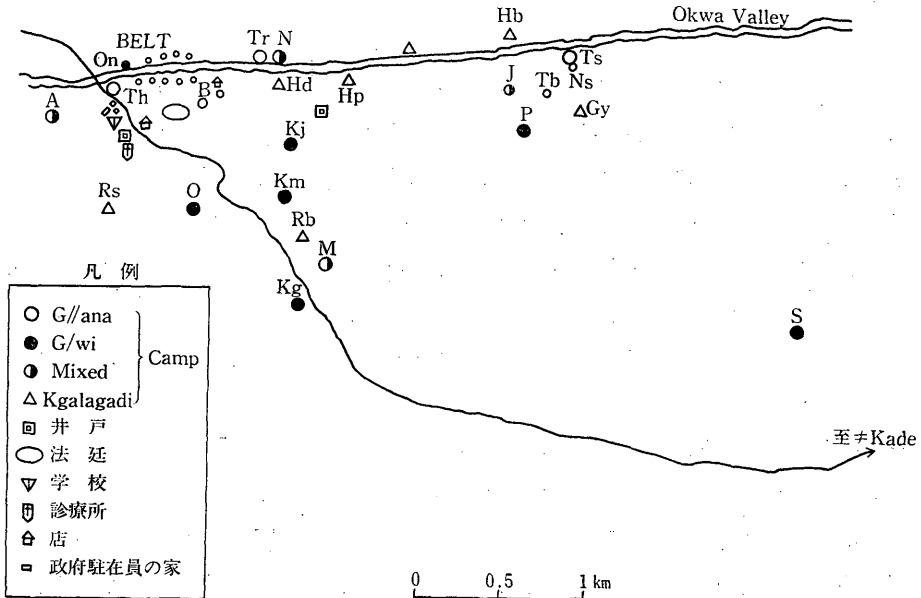 Hb
Okwa Valley
BELT
Tr N
On
Ts
A
Th
B
Hd
Hp
J
Tb
Ns
Gy
P
Kj
Rs
O
Km
Rb
M
Kg
S
至≠Kade
凡例
G//ana
G/wi
Mixed
Kgalagadi
Camp
井戸
法廷
学校
診療所
店
政府駐在員の家
0 0.5 1 km